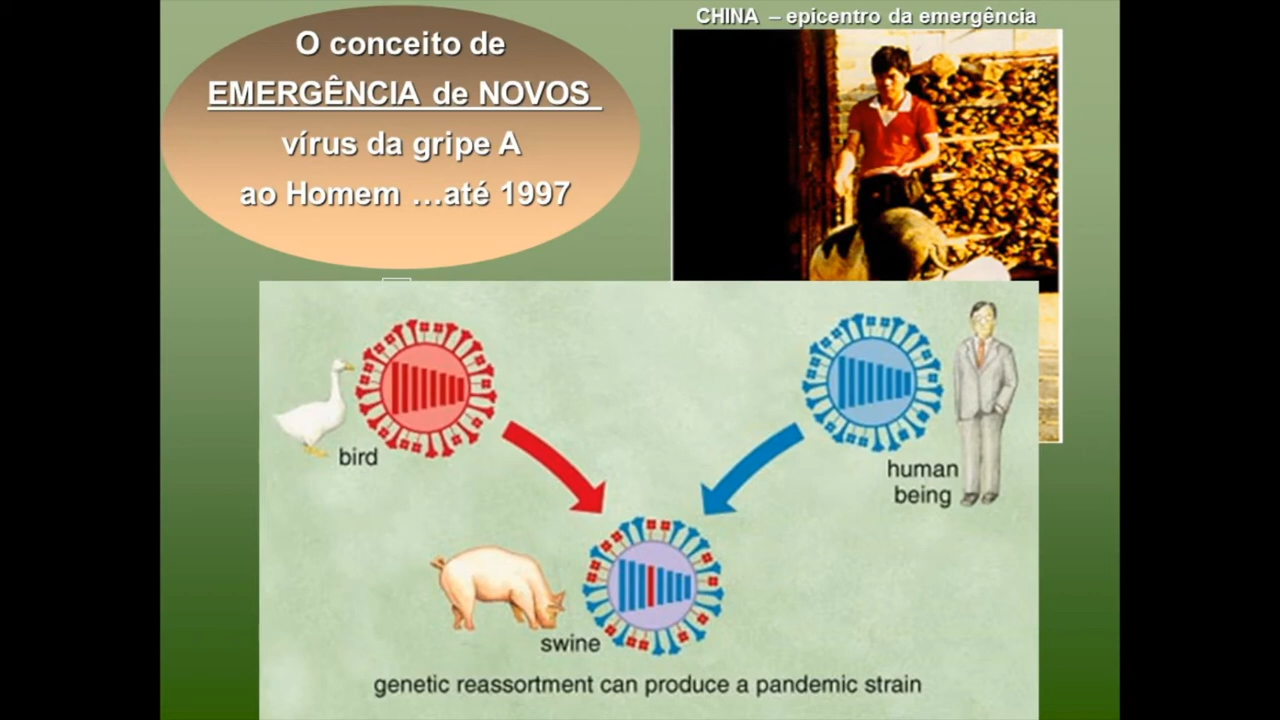 O conceito de
EMERGÊNCIA de NOVOS
vírus da gripe A
ao Homem ...até 1997
CHINA – epicentro da emergência
bird
human
being
swine
genetic reassortment can produce a pandemic strain